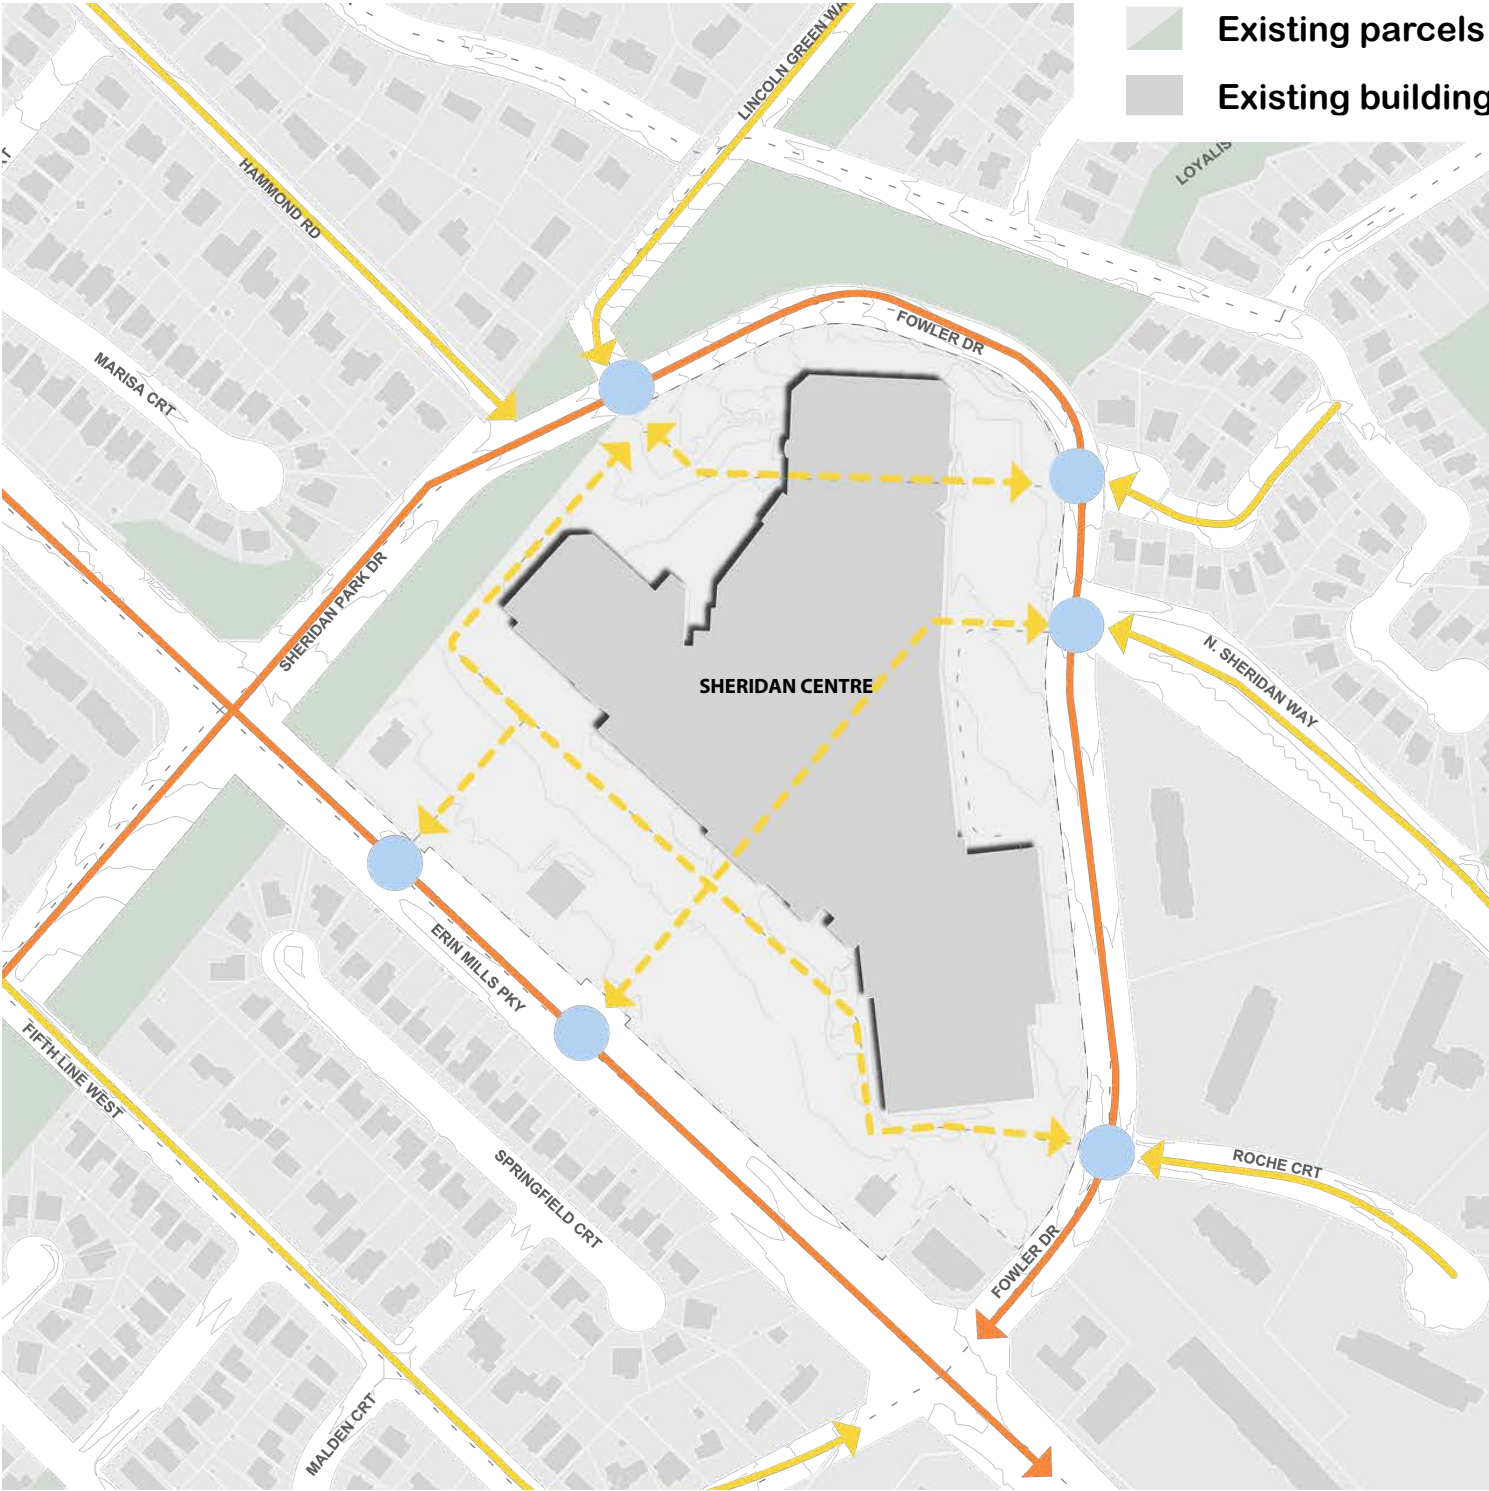 Existing parcels
Existing building
LINCOLN GREEN WA
LOYALIS
HAMMOND RD
FOWLER DR
MARISA CRT
SHERIDAN PARK DR
N. SHERIDAN WAY
SHERIDAN CENTRE
ERIN MILLS PKY
FIFTH LINE WEST
SPRINGFIELD CRT
ROCHE CRT
FOWLER DR
MALDEN CRT